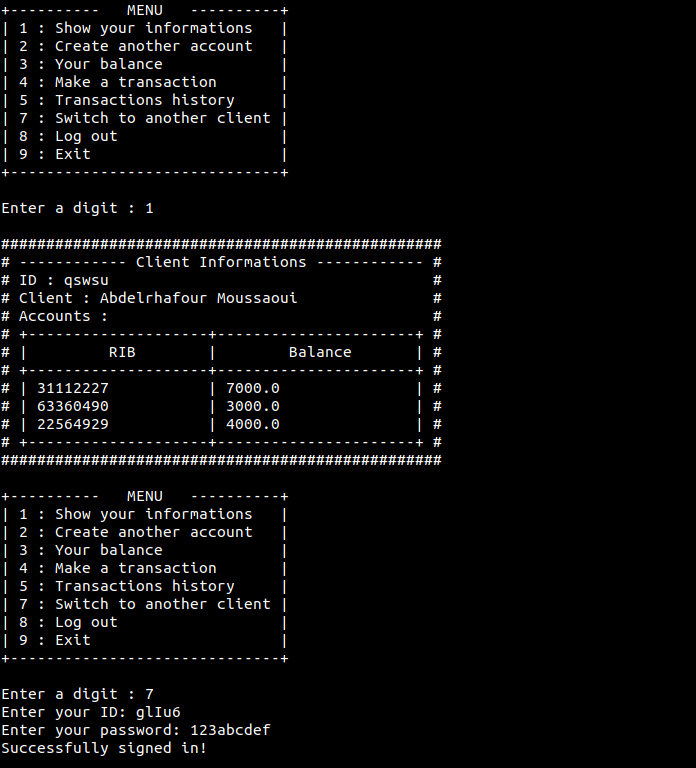 +----------   MENU   ----------+
| 1 : Show your informations   |
| 2 : Create another account   |
| 3 : Your balance             |
| 4 : Make a transaction       |
| 5 : Transactions history     |
| 7 : Switch to another client |
| 8 : Log out                  |
| 9 : Exit                     |
+------------------------------+

Enter a digit : 1

#################################################
# ------------ Client Informations ------------ #
# ID : qswsu                                    #
# Client : Abdelrhafour Moussaoui               #
# Accounts :                                    #
# +--------------------+----------------------+ #
# |         RIB        |        Balance       | #
# +--------------------+----------------------+ #
# | 31112227           | 7000.0               | #
# | 63360490           | 3000.0               | #
# | 22564929           | 4000.0               | #
# +--------------------+----------------------+ #
#################################################

+----------   MENU   ----------+
| 1 : Show your informations   |
| 2 : Create another account   |
| 3 : Your balance             |
| 4 : Make a transaction       |
| 5 : Transactions history     |
| 7 : Switch to another client |
| 8 : Log out                  |
| 9 : Exit                     |
+------------------------------+

Enter a digit : 7
Enter your ID: glIu6
Enter your password: 123abcdef
Successfully signed in!